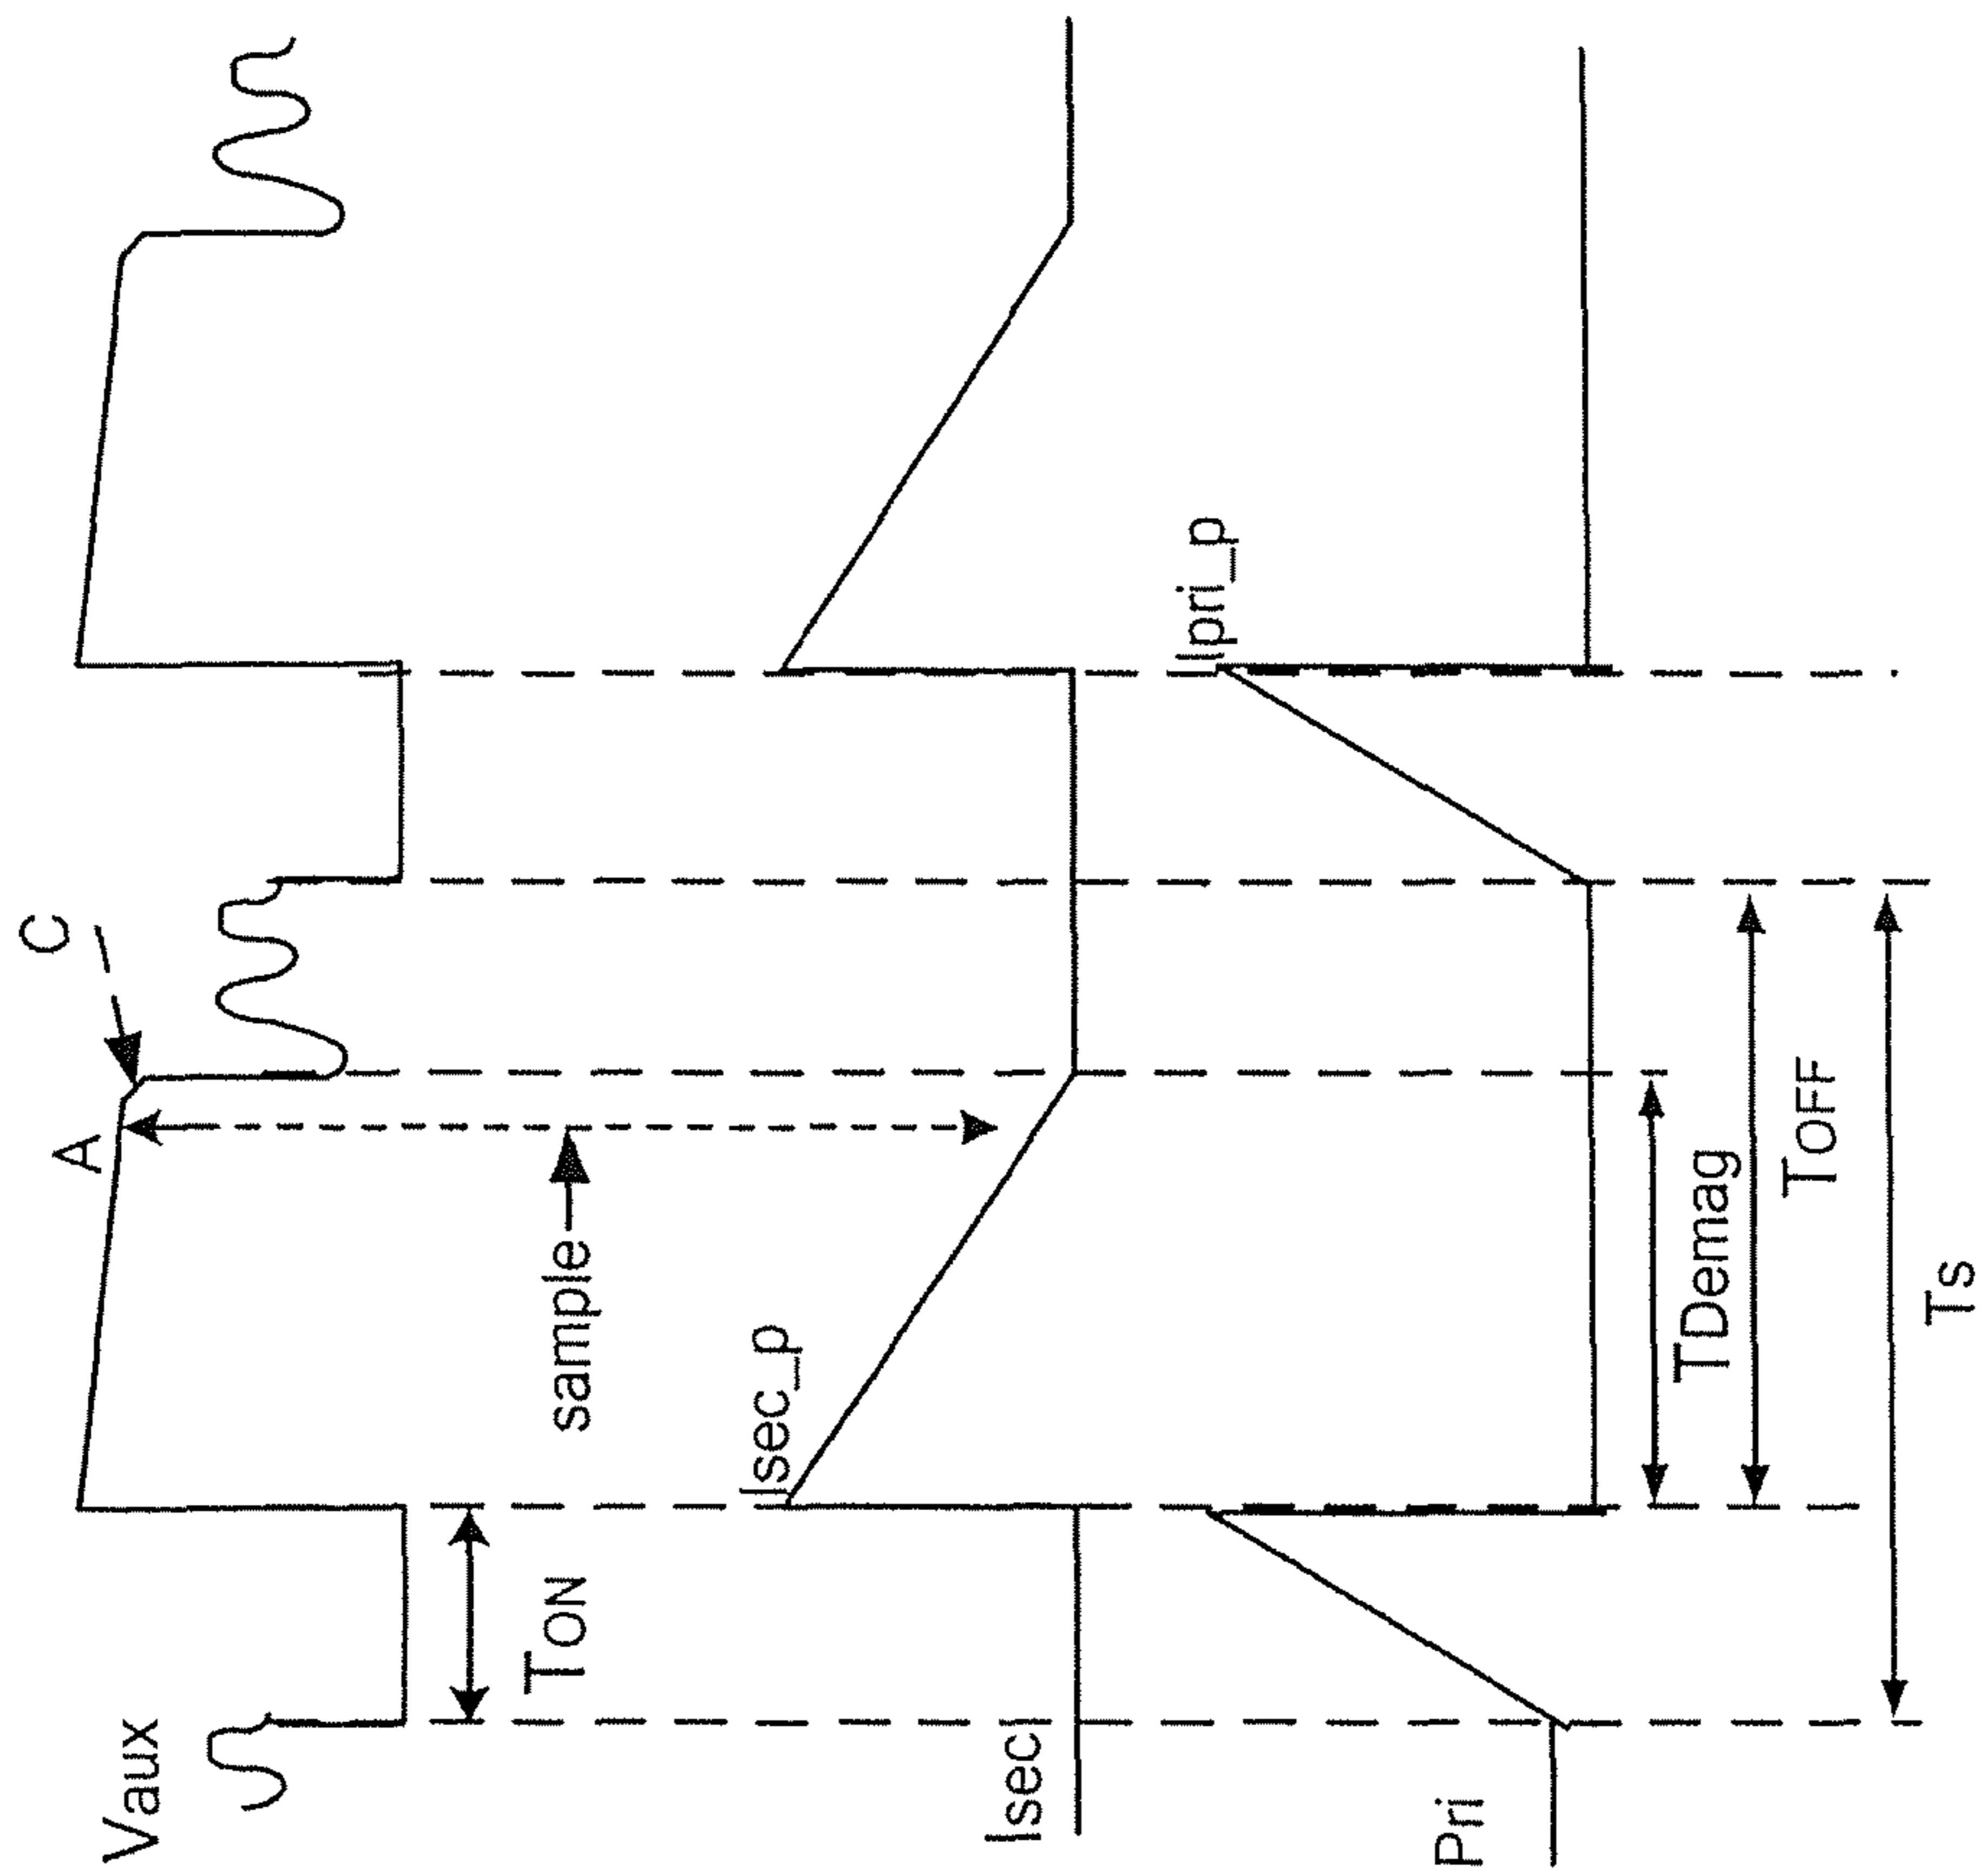 Vaux
TON
A
C
sample
Isec
Isec_p
Pri
Ipri_p
TDemag
TOFF
Ts